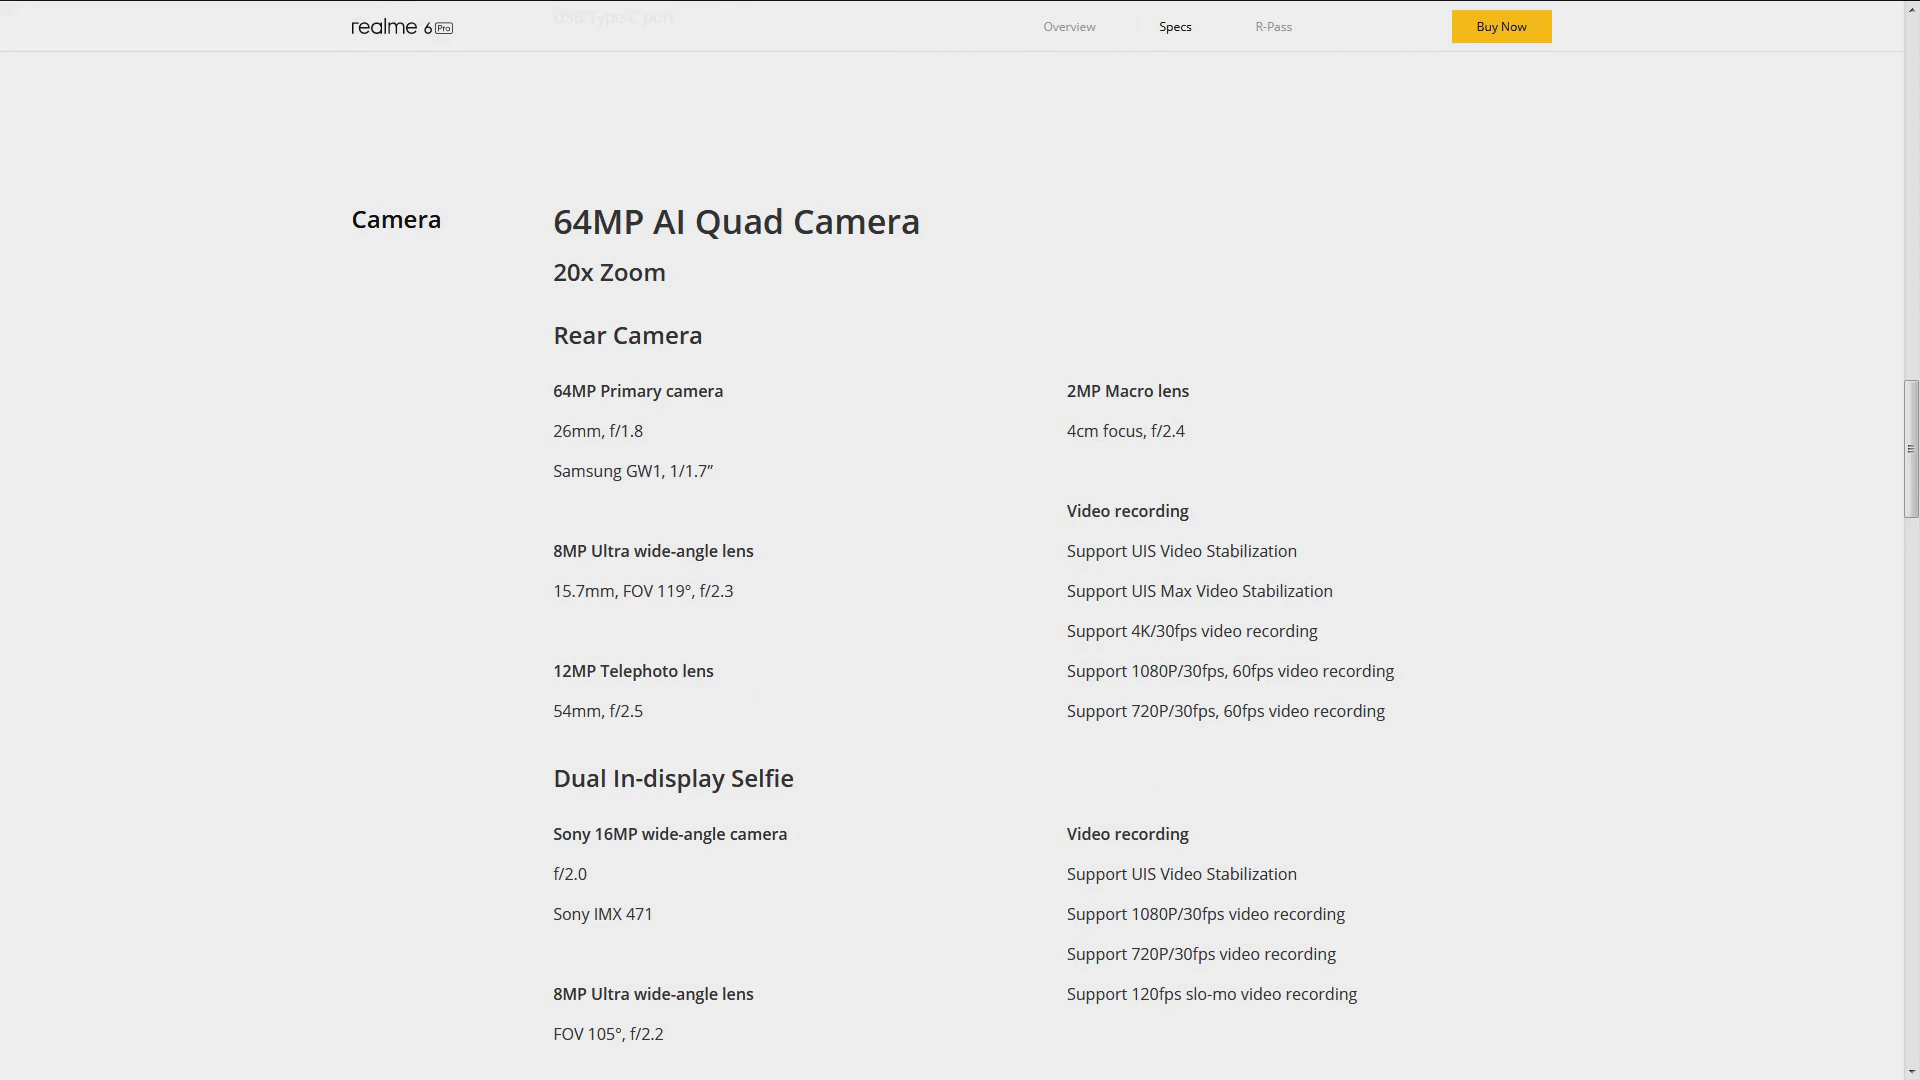 USB Type-C port
realme 6 Pro
Overview
Specs
R-Pass
Buy Now
Camera
64MP AI Quad Camera
20x Zoom
Rear Camera
64MP Primary camera
26mm, f/1.8
Samsung GW1, 1/1.7”
8MP Ultra wide-angle lens
15.7mm, FOV 119°, f/2.3
12MP Telephoto lens
54mm, f/2.5
2MP Macro lens
4cm focus, f/2.4
Video recording
Support UIS Video Stabilization
Support UIS Max Video Stabilization
Support 4K/30fps video recording
Support 1080P/30fps, 60fps video recording
Support 720P/30fps, 60fps video recording
Dual In-display Selfie
Sony 16MP wide-angle camera
f/2.0
Sony IMX 471
8MP Ultra wide-angle lens
FOV 105°, f/2.2
Video recording
Support UIS Video Stabilization
Support 1080P/30fps video recording
Support 720P/30fps video recording
Support 120fps slo-mo video recording